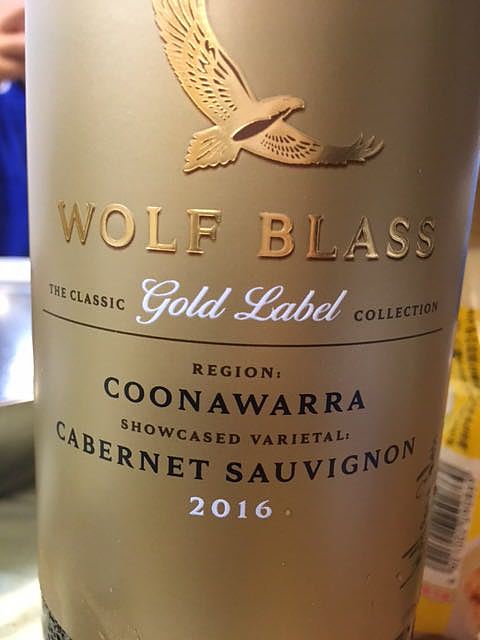 WOLF BLASS
THE CLASSIC Gold Label COLLECTION
REGION:
COONAWARRA
SHOWCASED VARIETAL:
CABERNET SAUVIGNON
2016